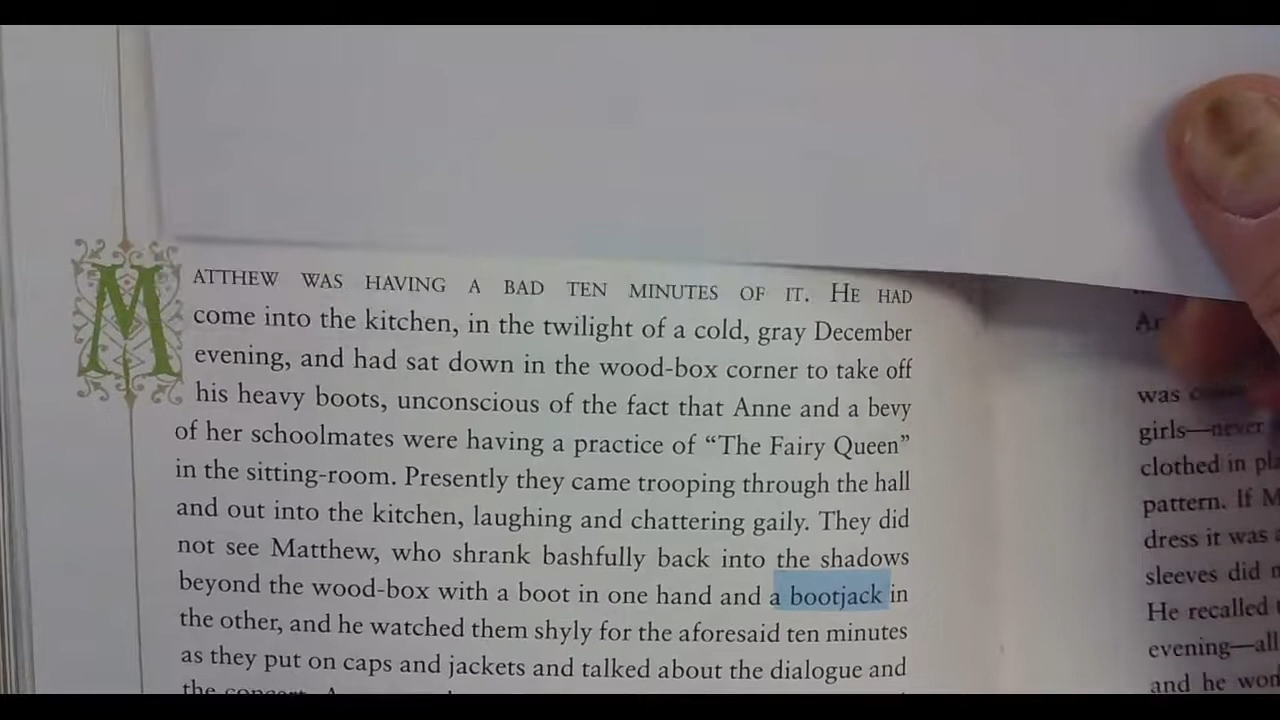 MATTHEW WAS HAVING A BAD TEN MINUTES OF IT. HE HAD
come into the kitchen, in the twilight of a cold, gray December
evening, and had sat down in the wood-box corner to take off
his heavy boots, unconscious of the fact that Anne and a bevy
of her schoolmates were having a practice of “The Fairy Queen”
in the sitting-room. Presently they came trooping through the hall
and out into the kitchen, laughing and chattering gaily. They did
not see Matthew, who shrank bashfully back into the shadows
beyond the wood-box with a boot in one hand and a bootjack in
the other, and he watched them shyly for the aforesaid ten minutes
as they put on caps and jackets and talked about the dialogue and
the
was
girls—never
clothed in
pattern. If
dress it was
sleeves did
He recalled
evening—all
and he